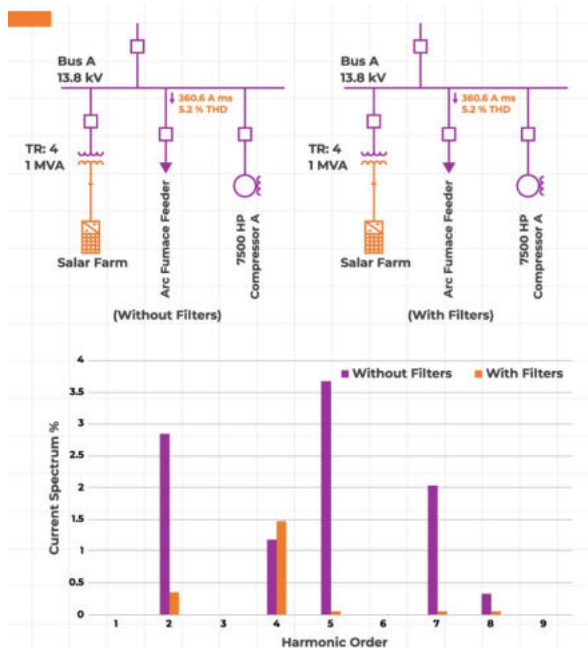 Bus A
13.8 kV
360.6 A ms
5.2 % THD
TR: 4
1 MVA
Salar Farm
Arc Fumace Feeder
7500 HP
Compressor A
(Without Filters)
Bus A
13.8 kV
360.6 A ms
5.2 % THD
TR: 4
1 MVA
Salar Farm
Arc Fumace Feeder
7500 HP
Compressor A
(With Filters)
Without Filters
With Filters
Current Spectrum %
4
3.5
3
2.5
2
1.5
1
0.5
0
1 2 3 4 5 6 7 8 9
Harmonic Order